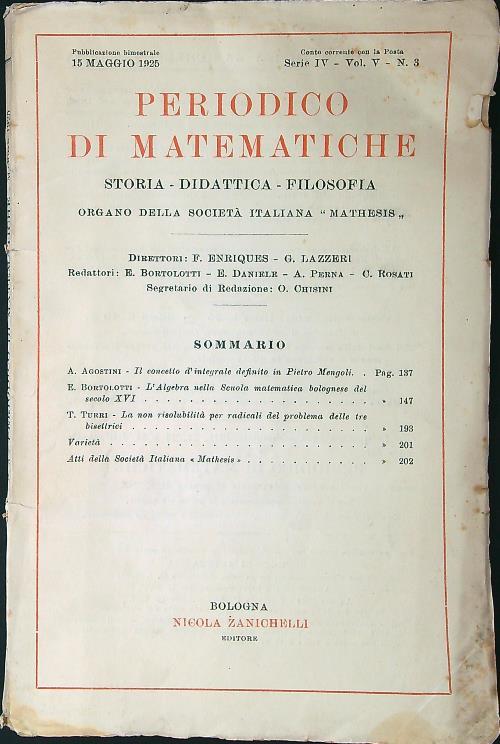 Pubblicazione bimestrale
15 MAGGIO 1925
Conto corrente con la Posta
Serie IV - Vol. V - N. 3
PERIODICO
DI MATEMATICHE
STORIA - DIDATTICA - FILOSOFIA
ORGANO DELLA SOCIETÀ ITALIANA "MATHESIS„
DIRETTORI: F. ENRIQUES - G. LAZZERI
Redattori: E. BORTOLOTTI - E. DANIELE - A. PERNA - C. ROSATI
Segretario di Redazione: O. CHISINI
SOMMARIO
A. AGOSTINI - Il concetto d'integrale definito in Pietro Mengoli. . Pag. 137
E. BORTOLOTTI - L'Algebra nella Scuola matematica bolognese del
secolo XVI . . . . . . . . . . . . . . . . . . . » 147
T. TURRI - La non risolubilità per radicali del problema delle tre
bisettrici . . . . . . . . . . . . . . . . . . . . » 193
Varietà . . . . . . . . . . . . . . . . . . . . . . » 201
Atti della Società Italiana « Mathesis » . . . . . . . . . . . » 202
BOLOGNA
NICOLA ZANICHELLI
EDITORE